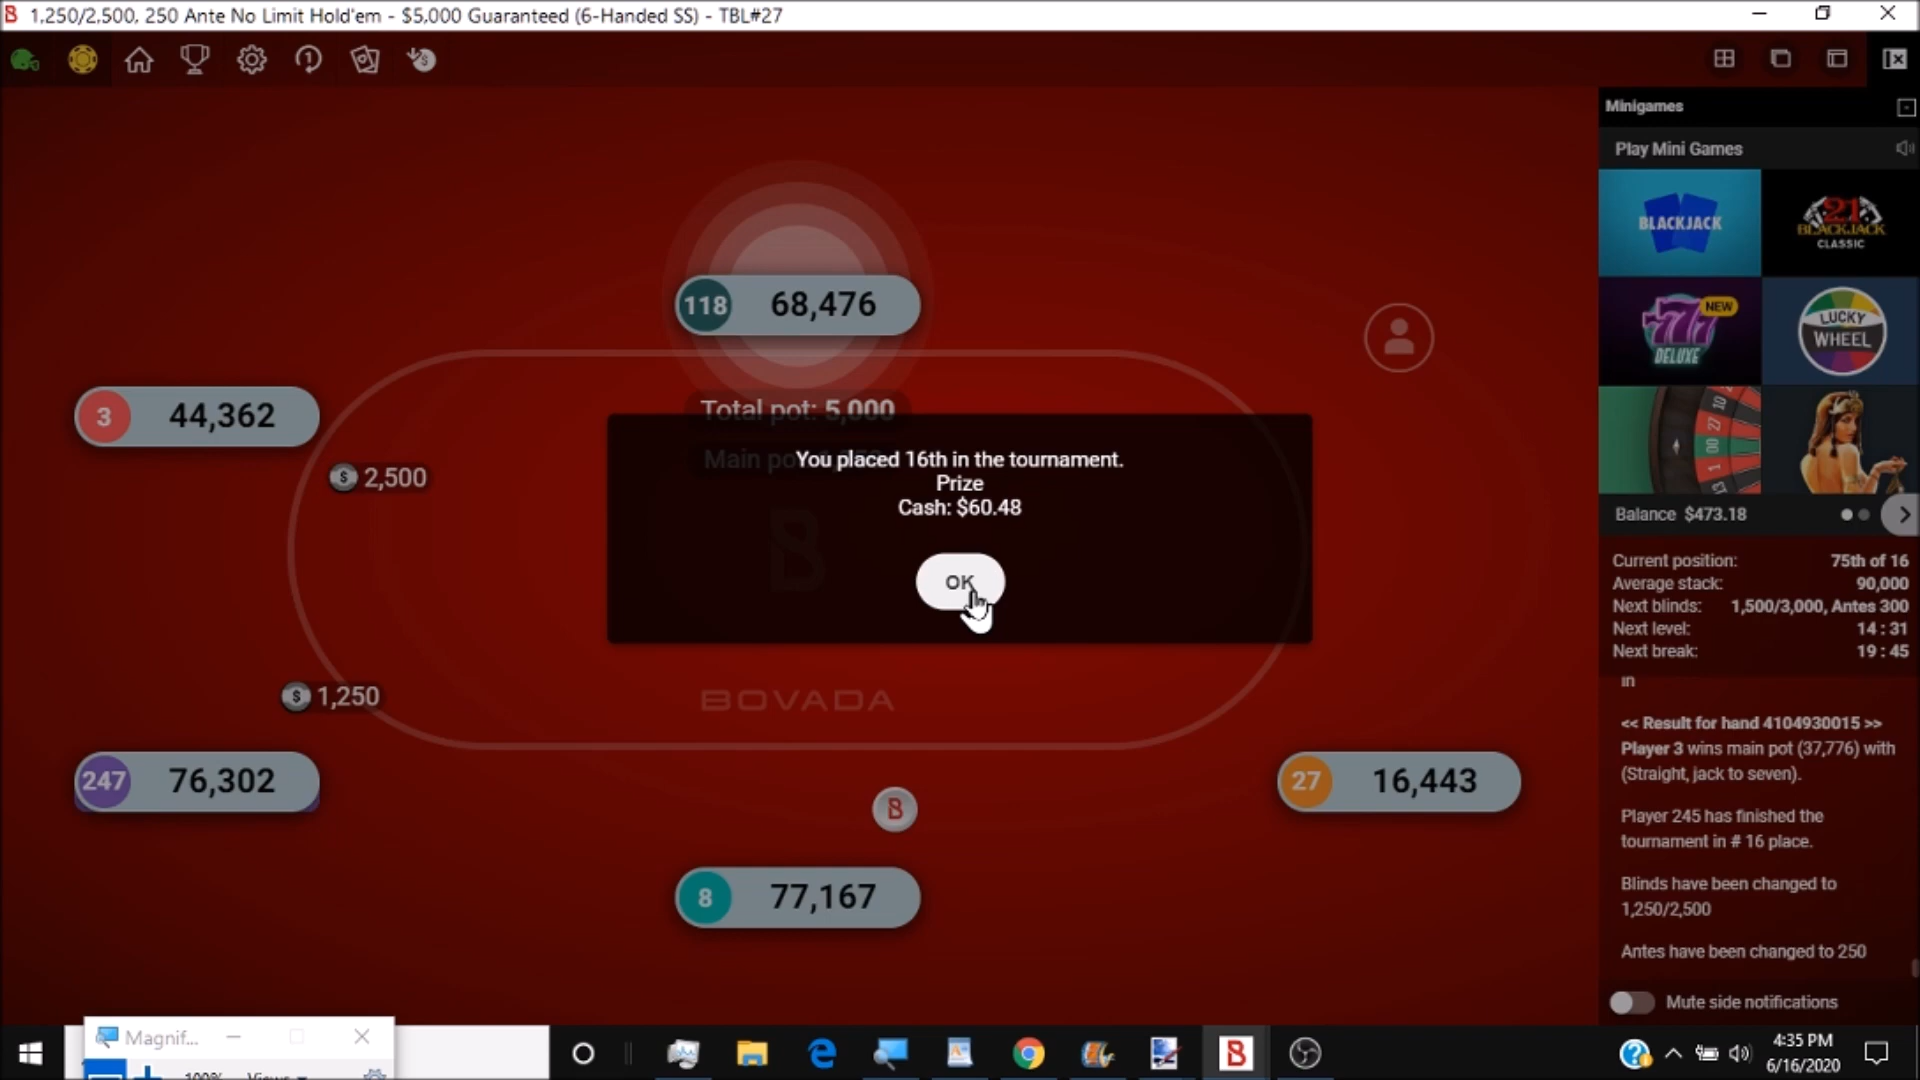 1,250/2,500, 250 Ante No Limit Hold'em - $5,000 Guaranteed (6-Handed SS) - TBL#27
Minigames
Play Mini Games
BLACKJACK
21
BLACKJACK
CLASSIC
777
NEW
DELUXE
LUCKY
WHEEL
118 68,476
3 44,362
Total pot: 5,000
Main po
2,500
You placed 16th in the tournament.
Prize
Cash: $60.48
OK
Balance $473.18
Current position: 75th of 16
Average stack: 90,000
Next blinds: 1,500/3,000, Antes 300
Next level: 14 : 31
Next break: 19 : 45
in
<< Result for hand 4104930015 >>
Player 3 wins main pot (37,776) with
(Straight, jack to seven).
Player 245 has finished the
tournament in # 16 place.
Blinds have been changed to
1,250/2,500
Antes have been changed to 250
Mute side notifications
1,250
BOVADA
247 76,302
27 16,443
B
8 77,167
Magnif...
100% Views
4:35 PM
6/16/2020